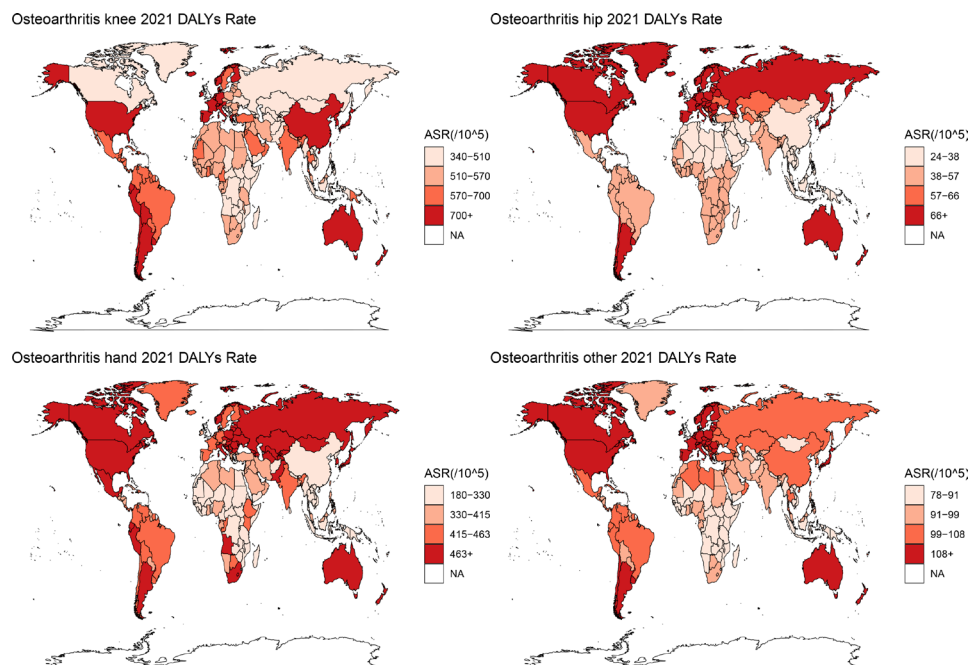 Osteoarthritis knee 2021 DALYs Rate
ASR(/10^5)
340−510
510−570
570−700
700+
NA
Osteoarthritis hip 2021 DALYs Rate
ASR(/10^5)
24−38
38−57
57−66
66+
NA
Osteoarthritis hand 2021 DALYs Rate
ASR(/10^5)
180−330
330−415
415−463
463+
NA
Osteoarthritis other 2021 DALYs Rate
ASR(/10^5)
78−91
91−99
99−108
108+
NA